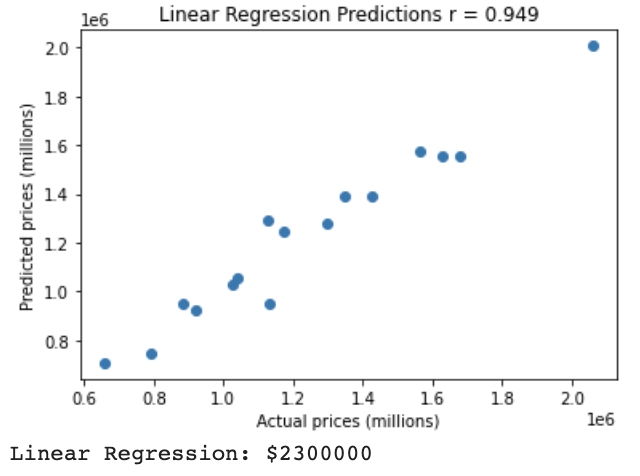 Linear Regression Predictions r = 0.949
1e6
2.0
1.8
1.6
1.4
1.2
1.0
0.8
Predicted prices (millions)
0.6 0.8 1.0 1.2 1.4 1.6 1.8 2.0
1e6
Actual prices (millions)
Linear Regression: $2300000